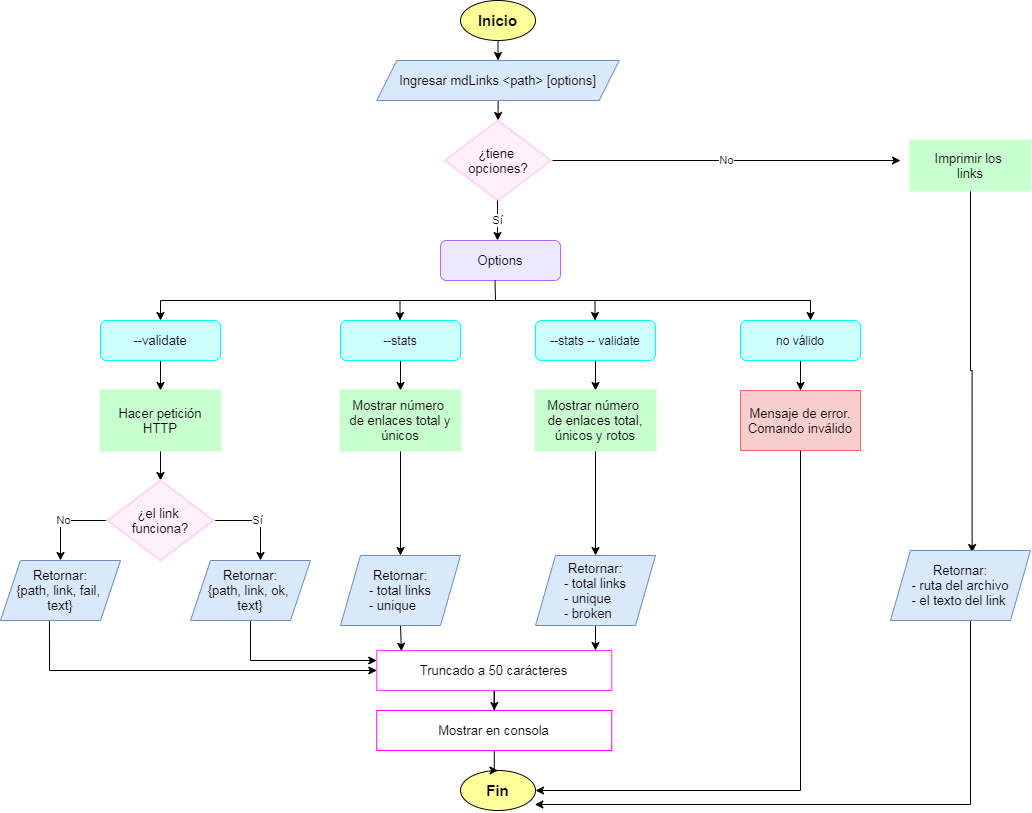 Inicio
Ingresar mdLinks <path> [options]
¿tiene
opciones?
No
Imprimir los
links
Sí
Options
--validate
--stats
--stats -- validate
no válido
Hacer petición
HTTP
Mostrar número
de enlaces total y
únicos
Mostrar número
de enlaces total,
únicos y rotos
Mensaje de error.
Comando inválido
¿el link
funciona?
No
Sí
Retornar:
{path, link, fail,
text}
Retornar:
{path, link, ok,
text}
Retornar:
- total links
- unique
Retornar:
- total links
- unique
- broken
Retornar:
- ruta del archivo
- el texto del link
Truncado a 50 carácteres
Mostrar en consola
Fin